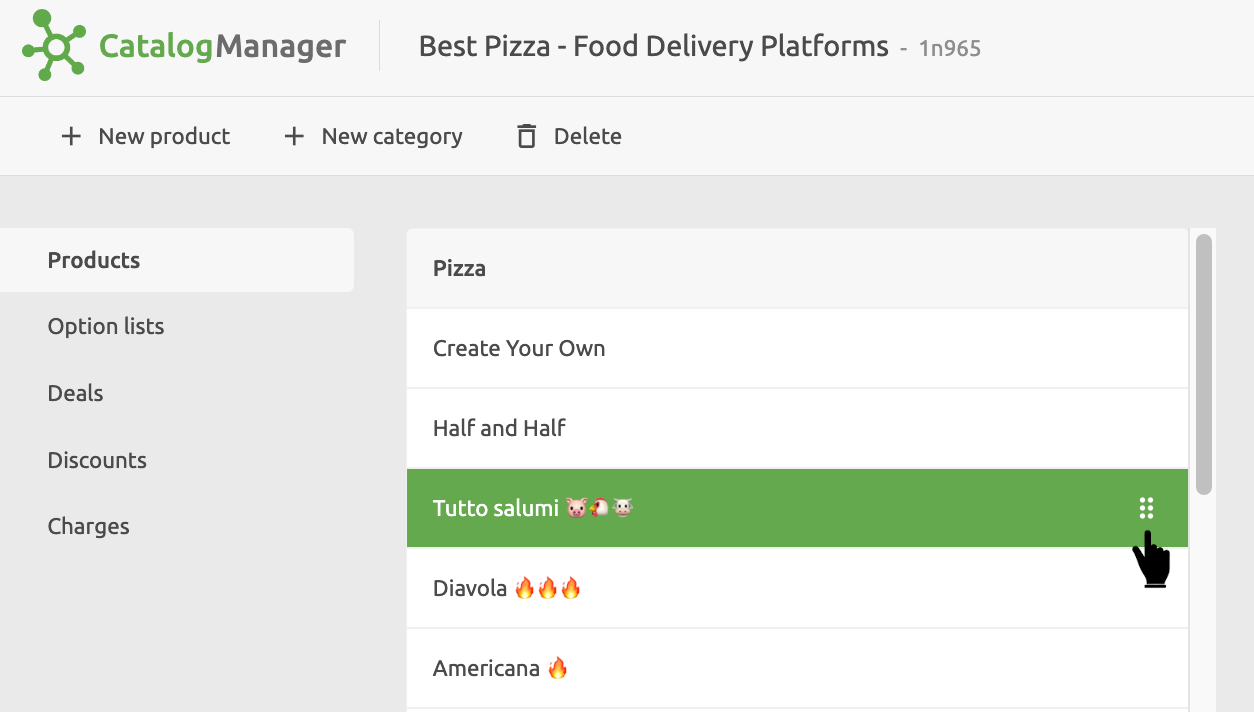 CatalogManager
Best Pizza - Food Delivery Platforms - 1n965
New product
New category
Delete
Products
Option lists
Deals
Discounts
Charges
Pizza
Create Your Own
Half and Half
Tutto salumi 🐷🐔🐮
Diavola 🔥🔥🔥
Americana 🔥